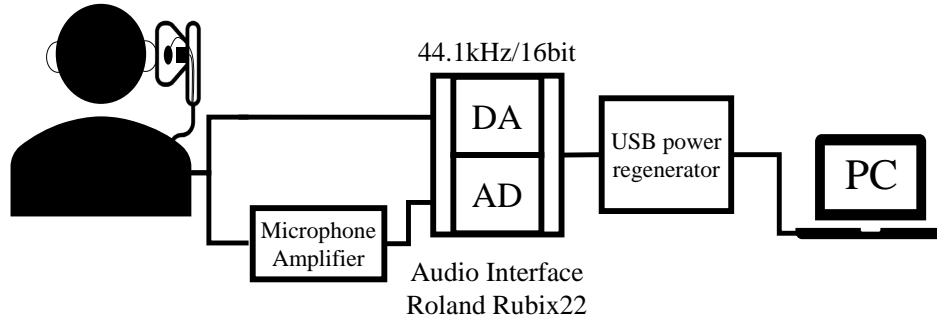 44.1kHz/16bit
DA
AD
Microphone
Amplifier
Audio Interface
Roland Rubix22
USB power
regenerator
PC